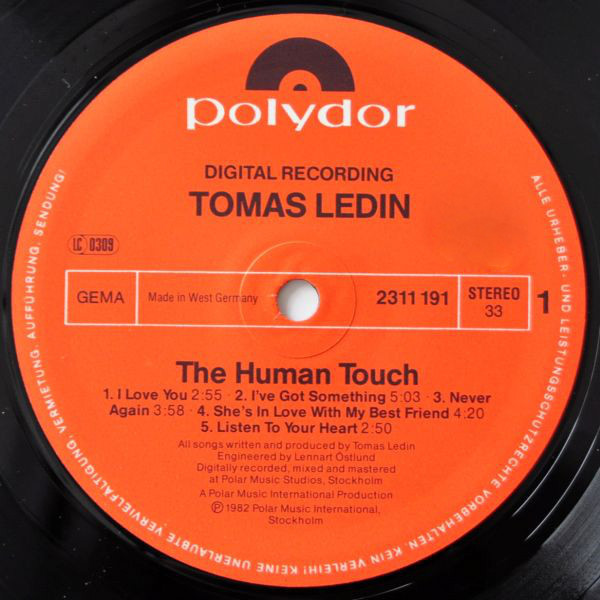 polydor
DIGITAL RECORDING
TOMAS LEDIN
LC 0309
GEMA
Made in West Germany
2311 191
STEREO
33
1
The Human Touch
1. I Love You 2:55 · 2. I've Got Something 5:03 · 3. Never
Again 3:58 · 4. She's In Love With My Best Friend 4:20
5. Listen To Your Heart 2:50
All songs written and produced by Tomas Ledin
Engineered by Lennart Östlund
Digitally recorded, mixed and mastered
at Polar Music Studios, Stockholm
A Polar Music International Production
Ⓟ 1982 Polar Music International,
Stockholm
ALLE URHEBER- UND LEISTUNGSSCHUTZRECHTE VORBEHALTEN. KEIN VERLEIH! KEINE UNERLAUBTE VERVIELFÄLTIGUNG, VERMIETUNG, AUFFÜHRUNG, SENDUNG!